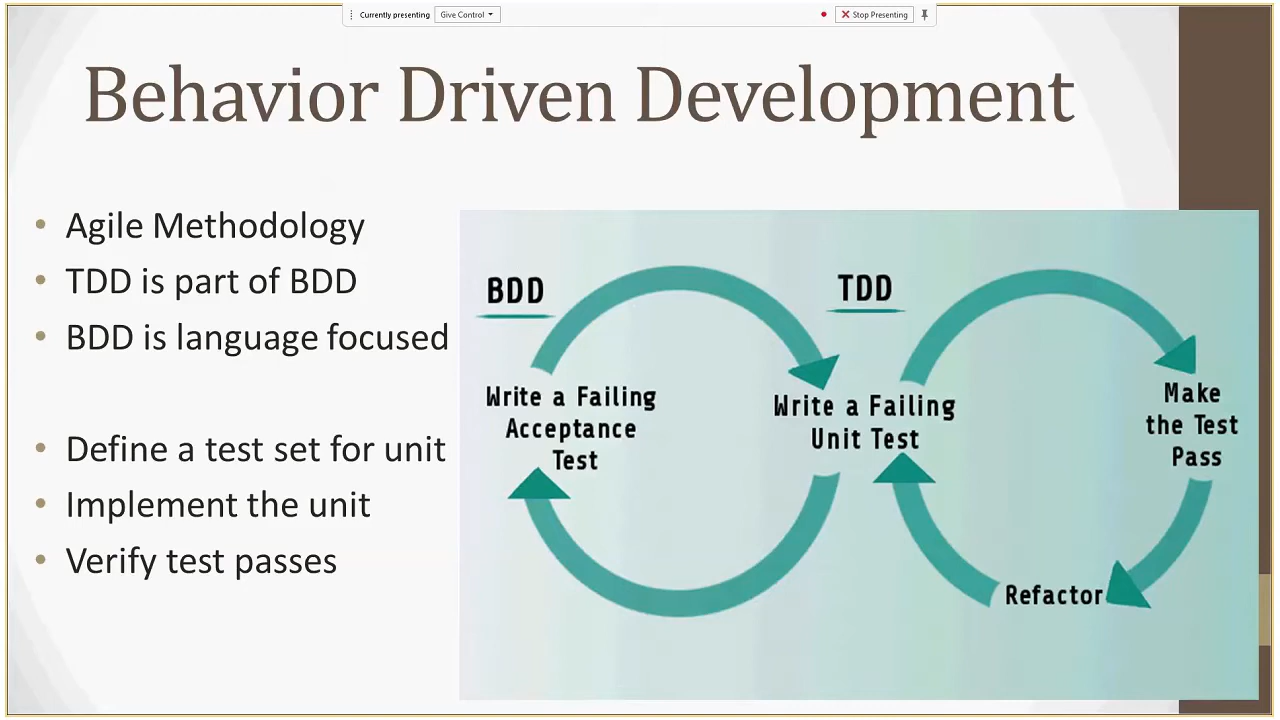 Currently presenting Give Control Stop Presenting
Behavior Driven Development
• Agile Methodology
• TDD is part of BDD
• BDD is language focused
• Define a test set for unit
• Implement the unit
• Verify test passes
BDD
Write a Failing
Acceptance
Test
TDD
Write a Failing
Unit Test
Make
the Test
Pass
Refactor